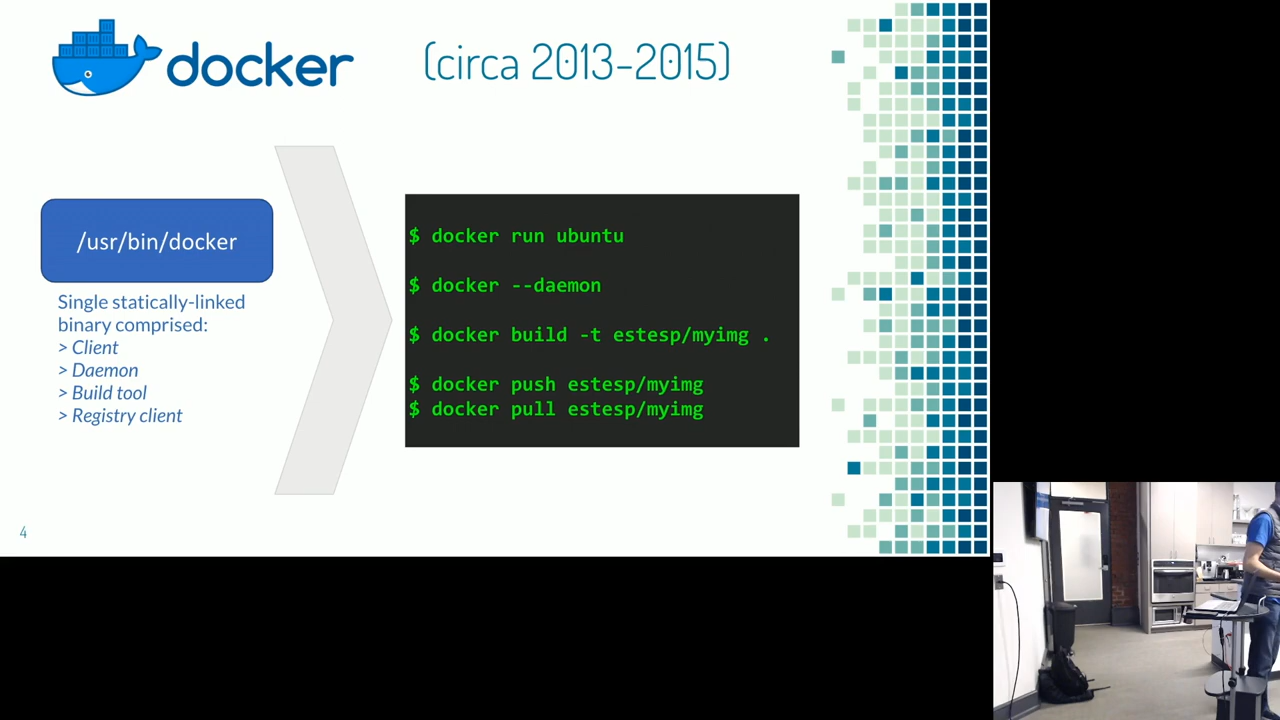 docker (circa 2013-2015)
/usr/bin/docker
Single statically-linked
binary comprised:
> Client
> Daemon
> Build tool
> Registry client
$ docker run ubuntu
$ docker --daemon
$ docker build -t estesp/myimg .
$ docker push estesp/myimg
$ docker pull estesp/myimg
4